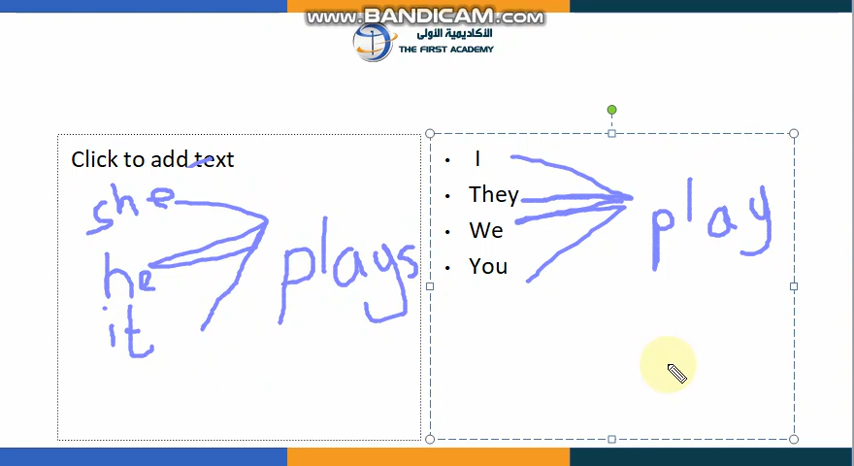 www.BANDICAM.com
الأكاديمية الأولى
THE FIRST ACADEMY
Click to add text
she
he
it
plays
• I
• They
• We
• You
play